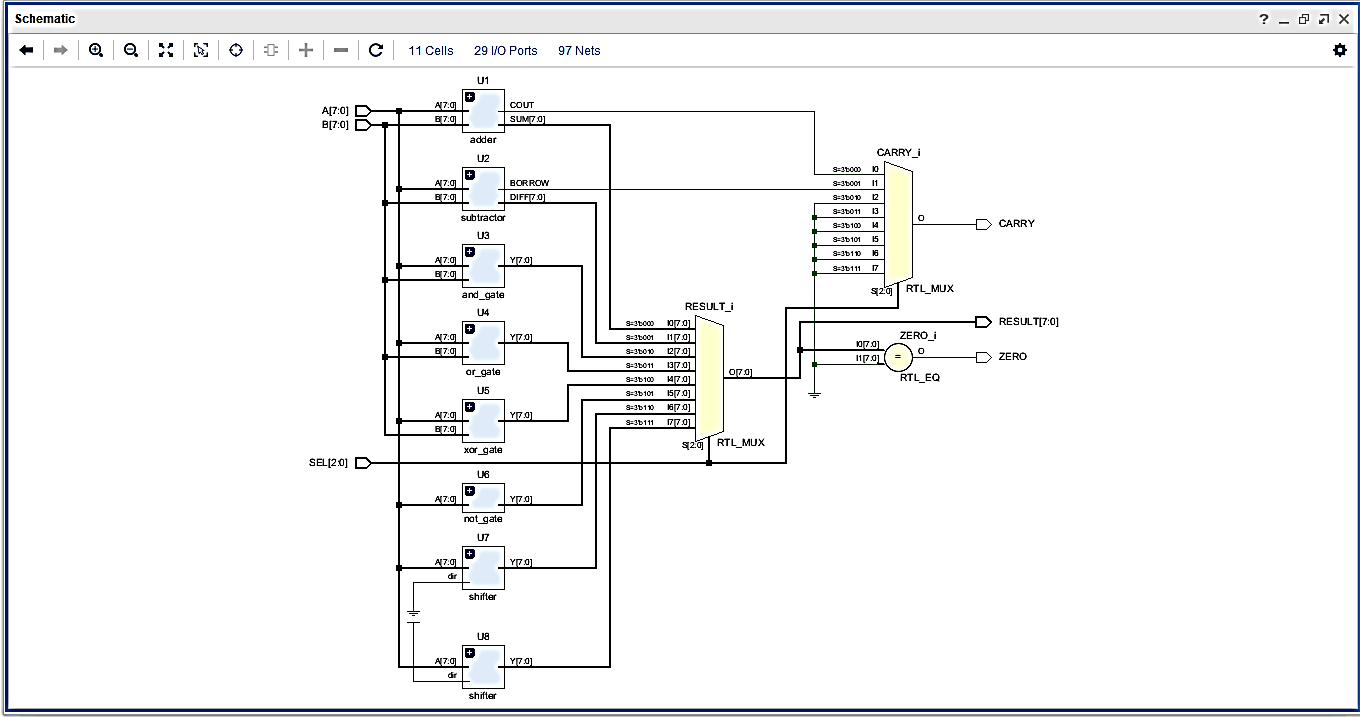 Schematic
11 Cells 29 I/O Ports 97 Nets
U1
A[7:0] A[7:0] COUT
B[7:0] B[7:0] SUM[7:0]
adder
U2
A[7:0] BORROW
B[7:0] DIFF[7:0]
subtractor
U3
A[7:0] Y[7:0]
B[7:0]
and_gate
U4
A[7:0] Y[7:0]
B[7:0]
or_gate
U5
A[7:0] Y[7:0]
B[7:0]
xor_gate
SEL[2:0]
U6
A[7:0] Y[7:0]
not_gate
U7
A[7:0] Y[7:0]
dir
shifter
U8
A[7:0] Y[7:0]
dir
shifter
RESULT_i
S=3'b000 I0[7:0]
S=3'b001 I1[7:0]
S=3'b010 I2[7:0]
S=3'b011 I3[7:0]
S=3'b100 I4[7:0]
S=3'b101 I5[7:0]
S=3'b110 I6[7:0]
S=3'b111 I7[7:0]
O[7:0]
S[2:0] RTL_MUX
CARRY_i
S=3'b000 I0
S=3'b001 I1
S=3'b010 I2
S=3'b011 I3
S=3'b100 I4
S=3'b101 I5
S=3'b110 I6
S=3'b111 I7
O CARRY
S[2:0] RTL_MUX
RESULT[7:0]
ZERO_i
I0[7:0]
I1[7:0]
= O ZERO
RTL_EQ